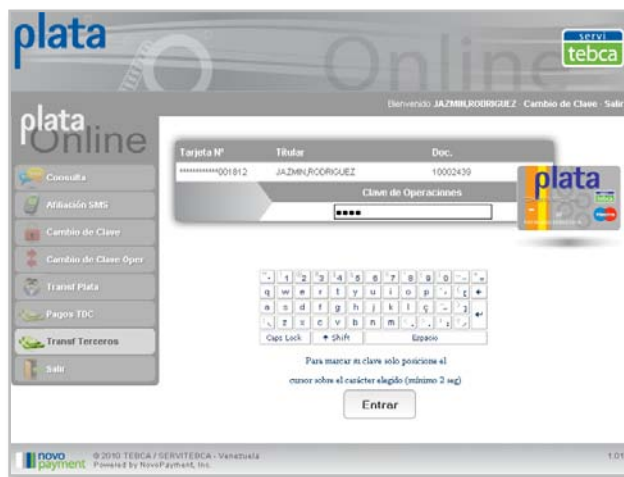 plata
Online
servi
tebca
Bienvenido JAZMIN,RODRIGUEZ - Cambio de Clave - Salir
plata
Online
Tarjeta Nº Titular Doc.
************001812 JAZMIN,RODRIGUEZ 10002439
Clave de Operaciones
plata
Consulta
Afiliación SMS
Cambio de Clave
Cambio de Clave Oper
Transf Plata
Pagos TDC
Transf Terceros
Salir
1 2 3 4 5 6 7 8 9 0
q w e r t y u i o p
a s d f g h j k l ç
z x c v b n m
Caps Lock Shift Espacio
Para marcar su clave solo posicione el
cursor sobre el carácter elegido (mínimo 2 seg)
Entrar
novo
payment
©2010 TEBCA / SERVITEBCA - Venezuela
Powered by NovoPayment, Inc.
1.01